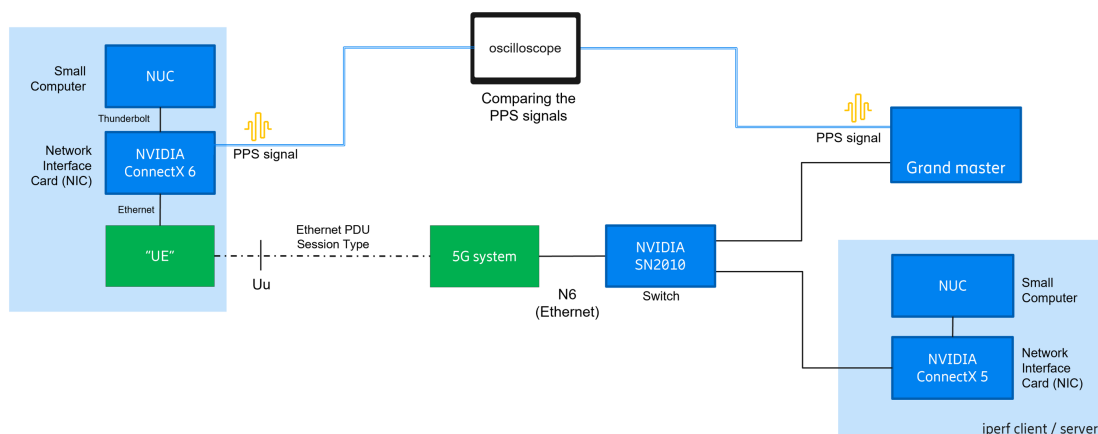 oscilloscope
Comparing the
PPS signals
Small
Computer
NUC
Thunderbolt
Network
Interface
Card (NIC)
NVIDIA
ConnectX 6
PPS signal
Ethernet
"UE"
Uu
Ethernet PDU
Session Type
5G system
N6
(Ethernet)
NVIDIA
SN2010
Switch
PPS signal
Grand master
NUC
Small
Computer
NVIDIA
ConnectX 5
Network
Interface
Card (NIC)
iperf client / server